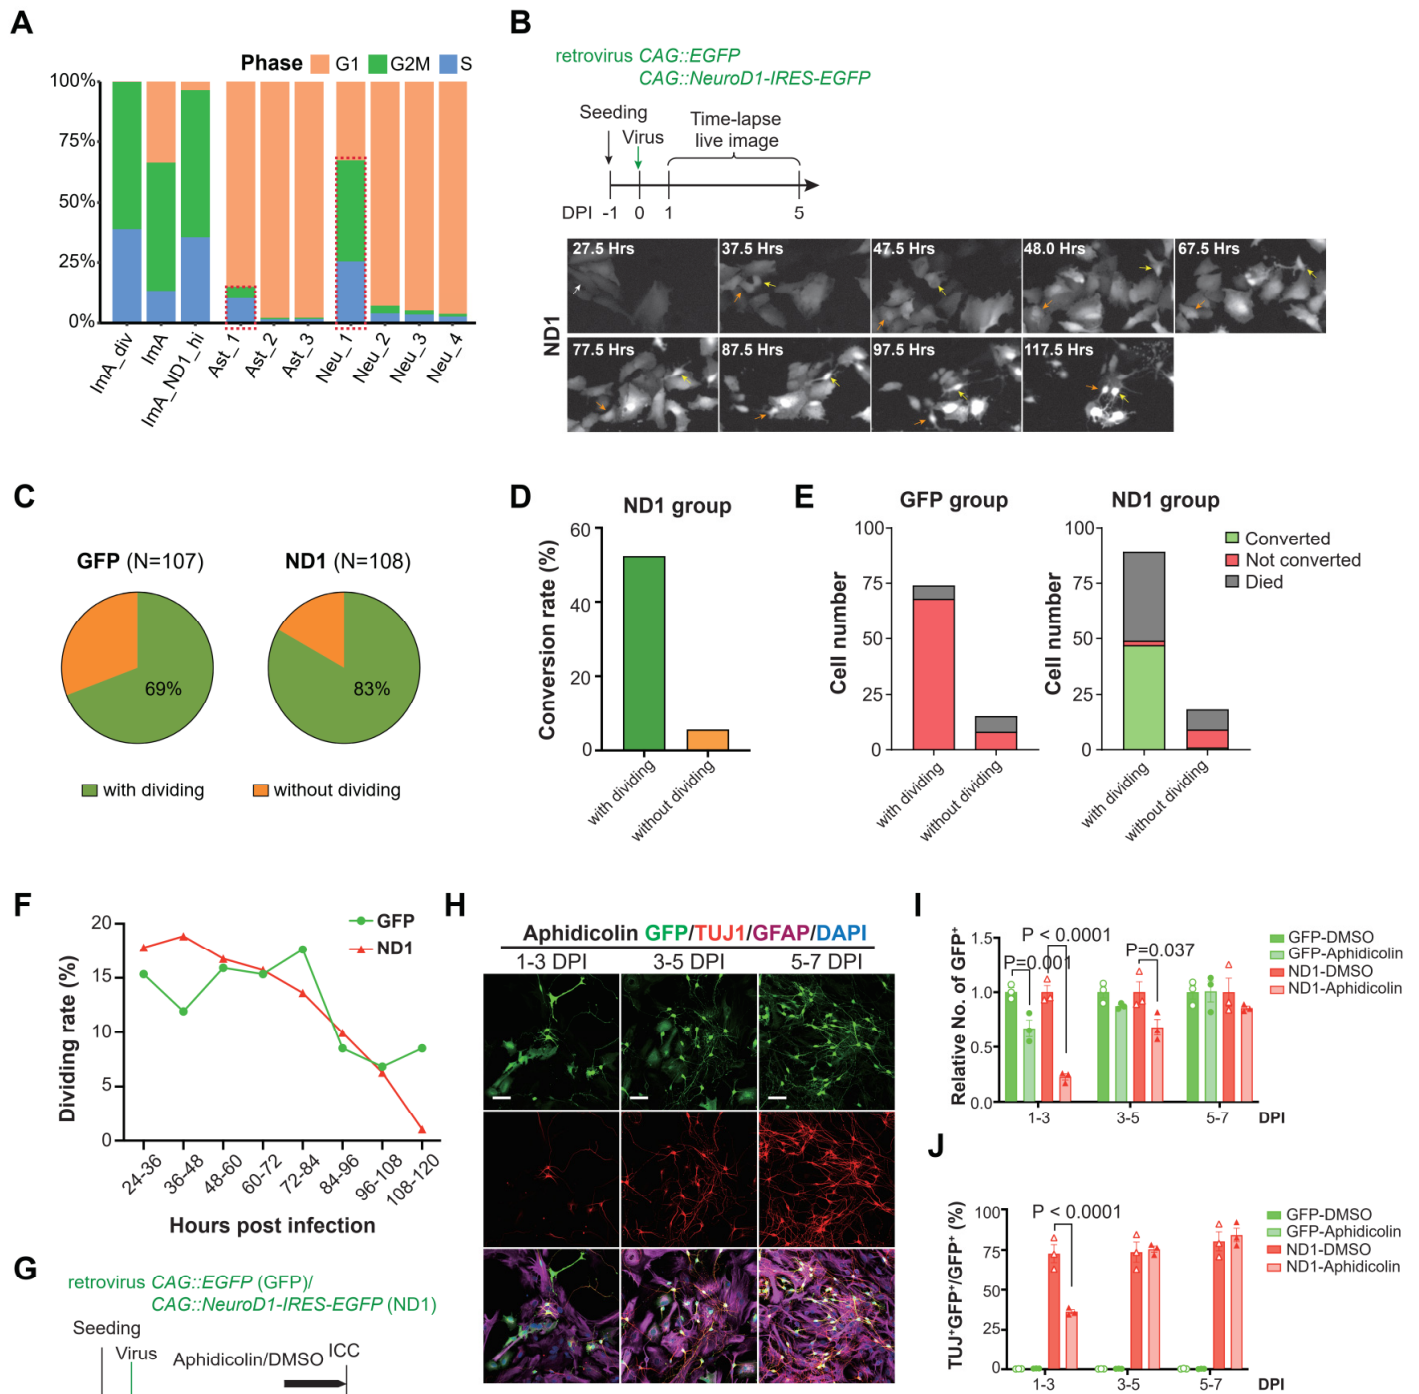 A
Phase G1 G2M S
100%
75%
50%
25%
0%
ImA_div
ImA
ImA_ND1_hi
Ast_1
Ast_2
Ast_3
Neu_1
Neu_2
Neu_3
Neu_4
B
retrovirus CAG::EGFP
CAG::NeuroD1-IRES-EGFP
Seeding
Virus
Time-lapse
live image
DPI -1 0 1 5
ND1
27.5 Hrs
37.5 Hrs
47.5 Hrs
48.0 Hrs
67.5 Hrs
77.5 Hrs
87.5 Hrs
97.5 Hrs
117.5 Hrs
C
GFP (N=107)
ND1 (N=108)
69%
83%
with dividing
without dividing
D
ND1 group
Conversion rate (%)
60
40
20
0
with dividing
without dividing
E
GFP group
Cell number
100
75
50
25
0
with dividing
without dividing
ND1 group
Cell number
100
75
50
25
0
with dividing
without dividing
Converted
Not converted
Died
F
Dividing rate (%)
20
15
10
5
0
GFP
ND1
24-36
36-48
48-60
60-72
72-84
84-96
96-108
108-120
Hours post infection
G
retrovirus CAG::EGFP (GFP)/
CAG::NeuroD1-IRES-EGFP (ND1)
Seeding
Virus
Aphidicolin/DMSO
ICC
H
Aphidicolin GFP/TUJ1/GFAP/DAPI
1-3 DPI
3-5 DPI
5-7 DPI
I
Relative No. of GFP+
1.5
1.0
0.5
0.0
P=0.001
P < 0.0001
P=0.037
1-3
3-5
5-7
DPI
GFP-DMSO
GFP-Aphidicolin
ND1-DMSO
ND1-Aphidicolin
J
TUJ+GFP+/GFP+ (%)
100
75
50
25
0
P < 0.0001
1-3
3-5
5-7
DPI
GFP-DMSO
GFP-Aphidicolin
ND1-DMSO
ND1-Aphidicolin